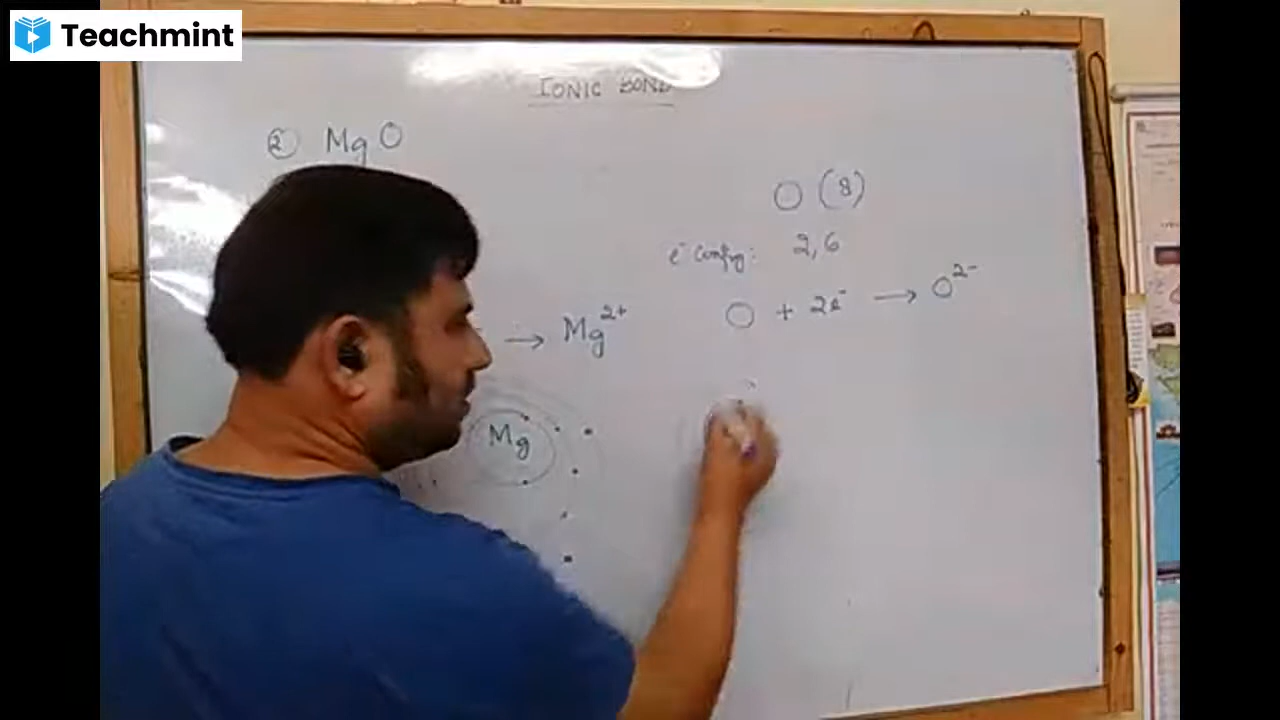 Teachmint
IONIC BOND
② MgO
O (8)
e⁻ Config: 2,6
→ Mg²⁺
O + 2e⁻ → O²⁻
Mg